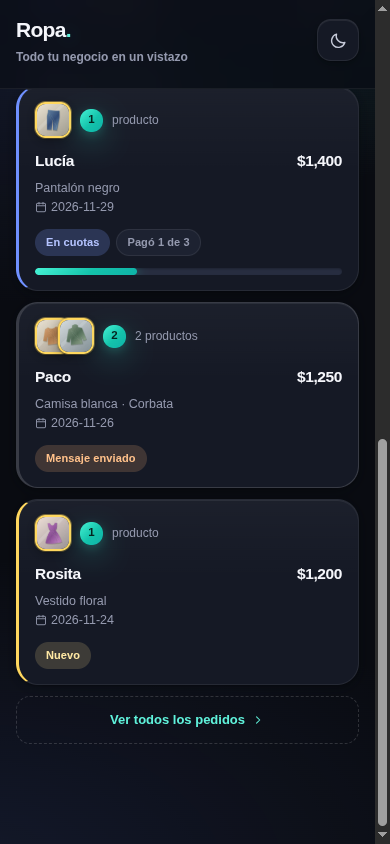 Ropa.
Todo tu negocio en un vistazo
1 producto
Lucía $1,400
Pantalón negro
2026-11-29
En cuotas Pagó 1 de 3
2 2 productos
Paco $1,250
Camisa blanca · Corbata
2026-11-26
Mensaje enviado
1 producto
Rosita $1,200
Vestido floral
2026-11-24
Nuevo
Ver todos los pedidos